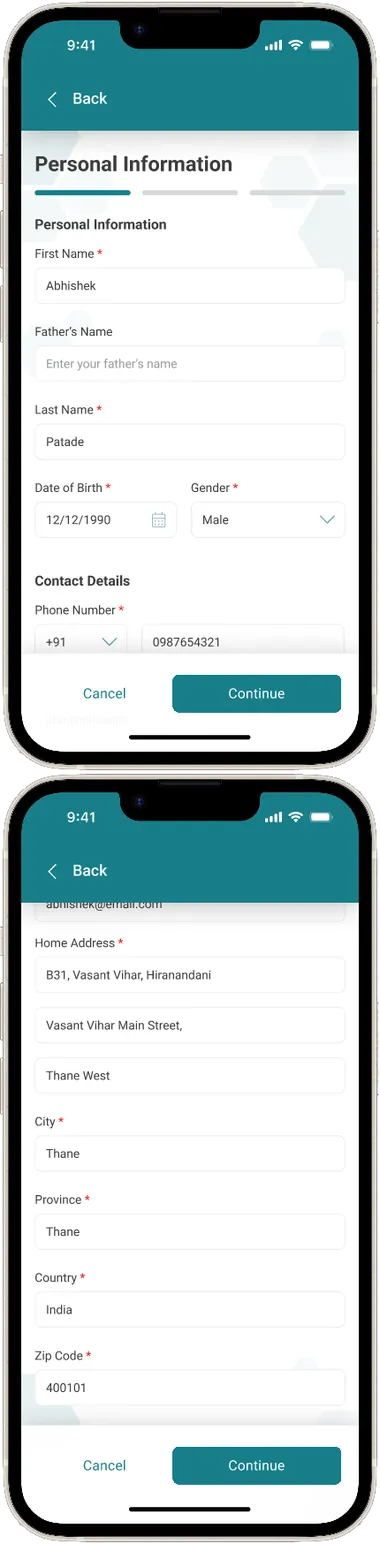 9:41
Back
Personal Information
Personal Information
First Name *
Abhishek
Father's Name
Enter your father's name
Last Name *
Patade
Date of Birth * Gender *
12/12/1990 Male
Contact Details
Phone Number *
+91 0987654321
Cancel Continue
9:41
Back
abhishek@email.com
Home Address *
B31, Vasant Vihar, Hiranandani
Vasant Vihar Main Street,
Thane West
City *
Thane
Province *
Thane
Country *
India
Zip Code *
400101
Cancel Continue